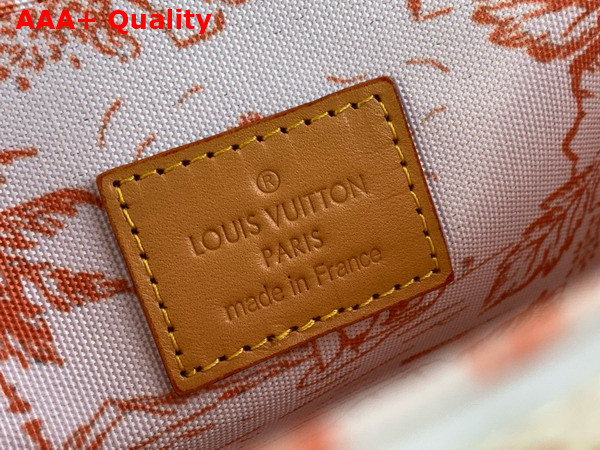 AAA+ Quality
®
LOUIS VUITTON
PARIS
made in France